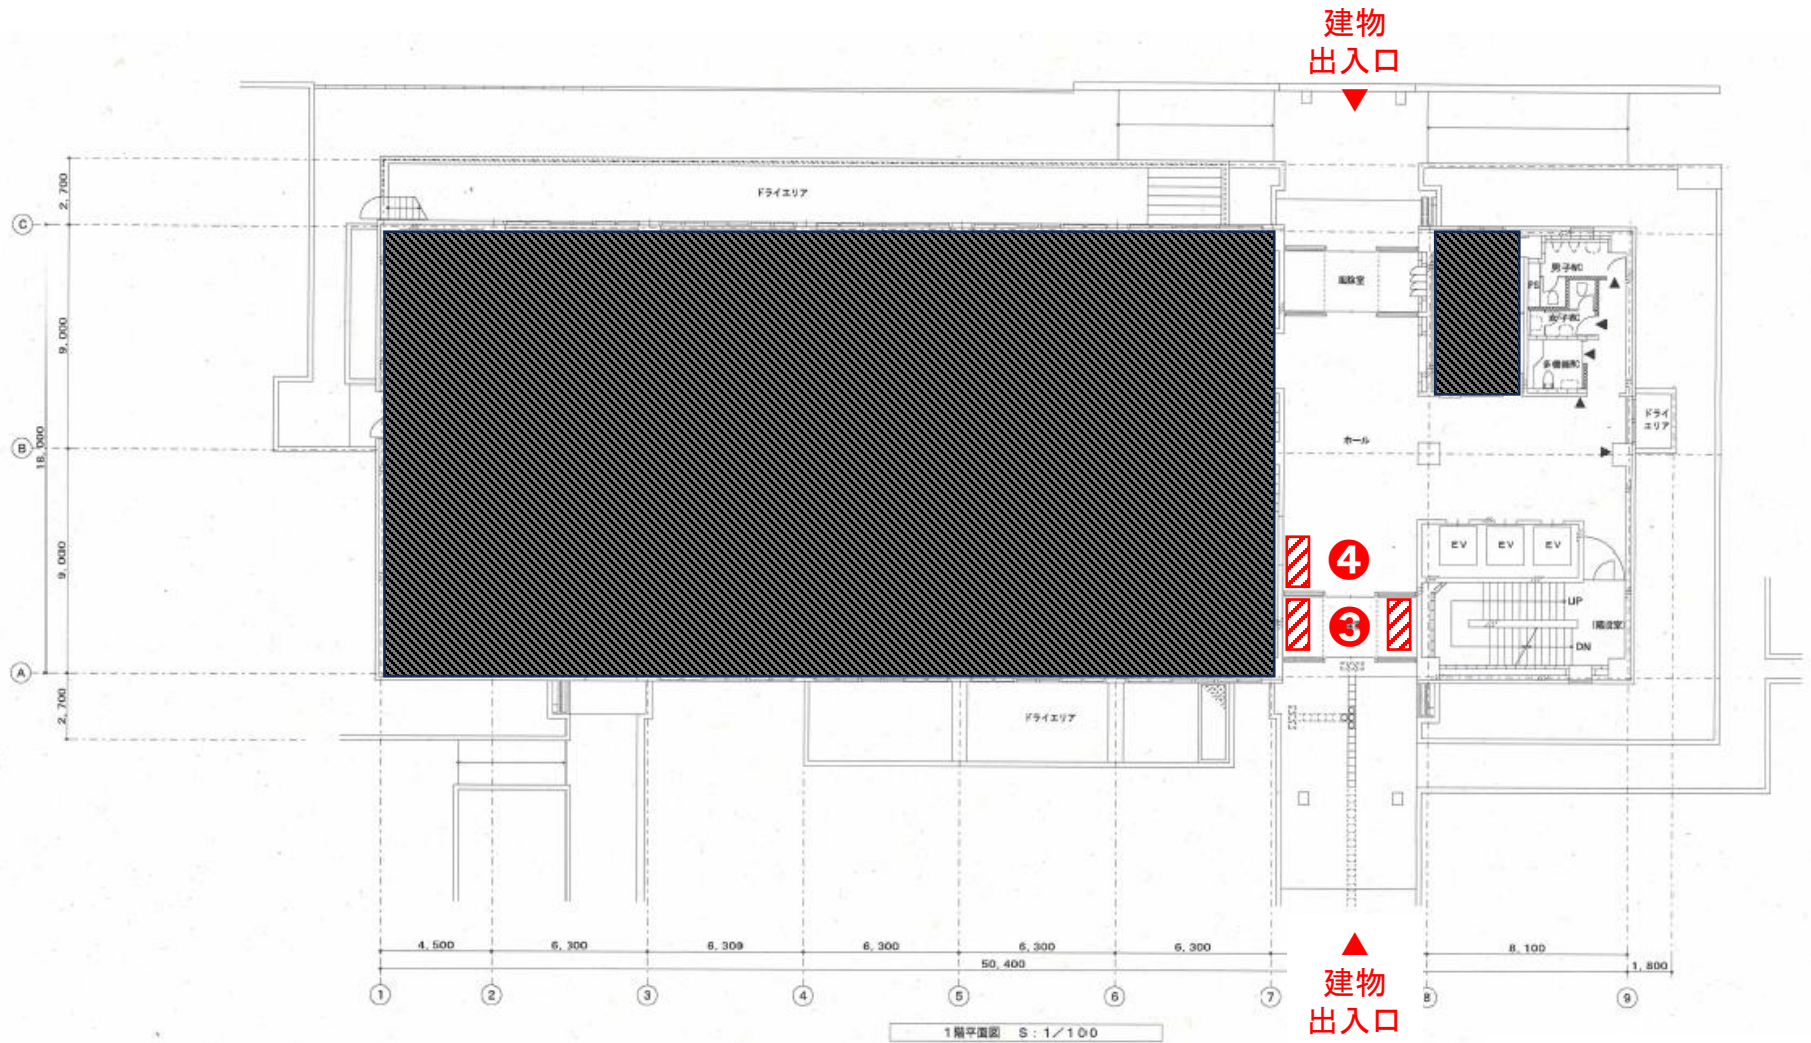 建物
出入口
2,700
ドライエリア
C
風除室
男子WC
PS
女子WC
多機能WC
9,000
ドライ
エリア
ホール
B
18,000
EV
EV
EV
9,000
4
UP
3
(階段室)
DN
A
2,700
ドライエリア
4,500
6,300
6,300
6,300
6,300
6,300
8,100
50,400
1,800
1
2
3
4
5
6
7
8
9
建物
出入口
1階平面図 S:1/100